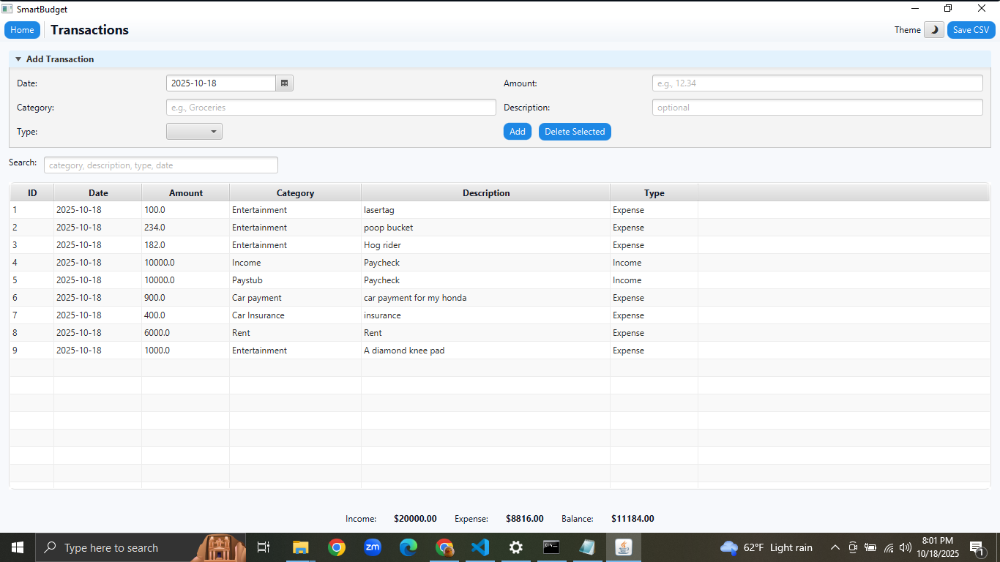 SmartBudget
Home Transactions Theme Save CSV
Add Transaction
Date: 2025-10-18 Amount: e.g., 12.34
Category: e.g., Groceries Description: optional
Type: Add Delete Selected
Search: category, description, type, date
ID Date Amount Category Description Type
1 2025-10-18 100.0 Entertainment lasertag Expense
2 2025-10-18 234.0 Entertainment poop bucket Expense
3 2025-10-18 182.0 Entertainment Hog rider Expense
4 2025-10-18 10000.0 Income Paycheck Income
5 2025-10-18 10000.0 Paystub Paycheck Income
6 2025-10-18 900.0 Car payment car payment for my honda Expense
7 2025-10-18 400.0 Car Insurance insurance Expense
8 2025-10-18 6000.0 Rent Rent Expense
9 2025-10-18 1000.0 Entertainment A diamond knee pad Expense
Income: $20000.00 Expense: $8816.00 Balance: $11184.00
Type here to search zm 62°F Light rain 8:01 PM
10/18/2025 1